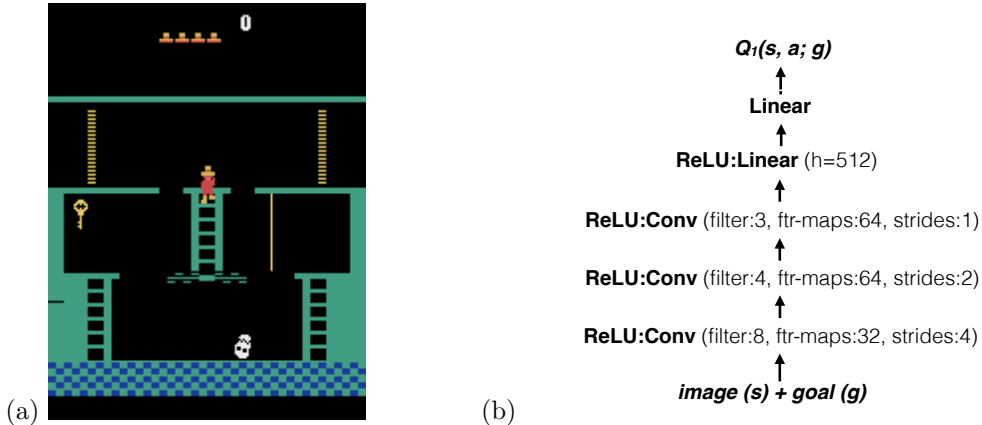 0
(a)
Q₁(s, a; g)
Linear
ReLU:Linear (h=512)
ReLU:Conv (filter:3, ftr-maps:64, strides:1)
ReLU:Conv (filter:4, ftr-maps:64, strides:2)
ReLU:Conv (filter:8, ftr-maps:32, strides:4)
image (s) + goal (g)
(b)